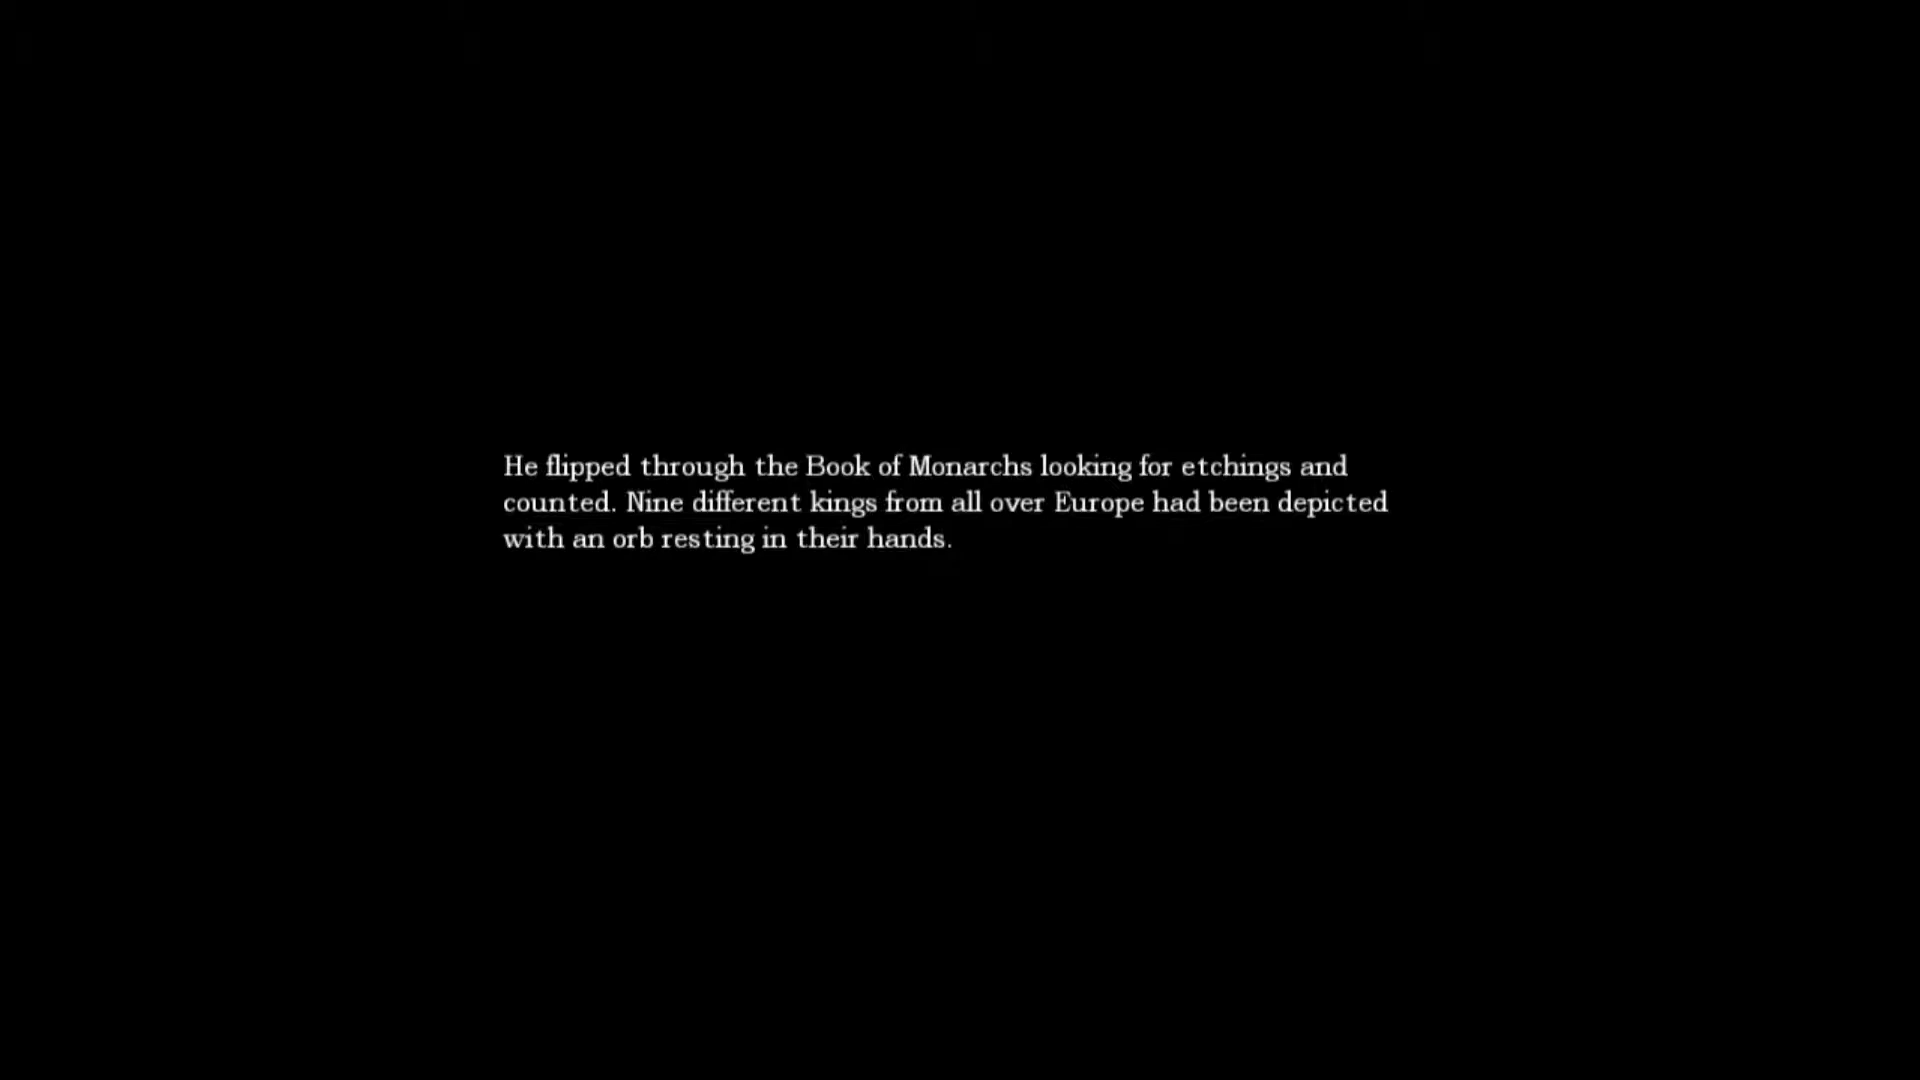 He flipped through the Book of Monarchs looking for etchings and
counted. Nine different kings from all over Europe had been depicted
with an orb resting in their hands.